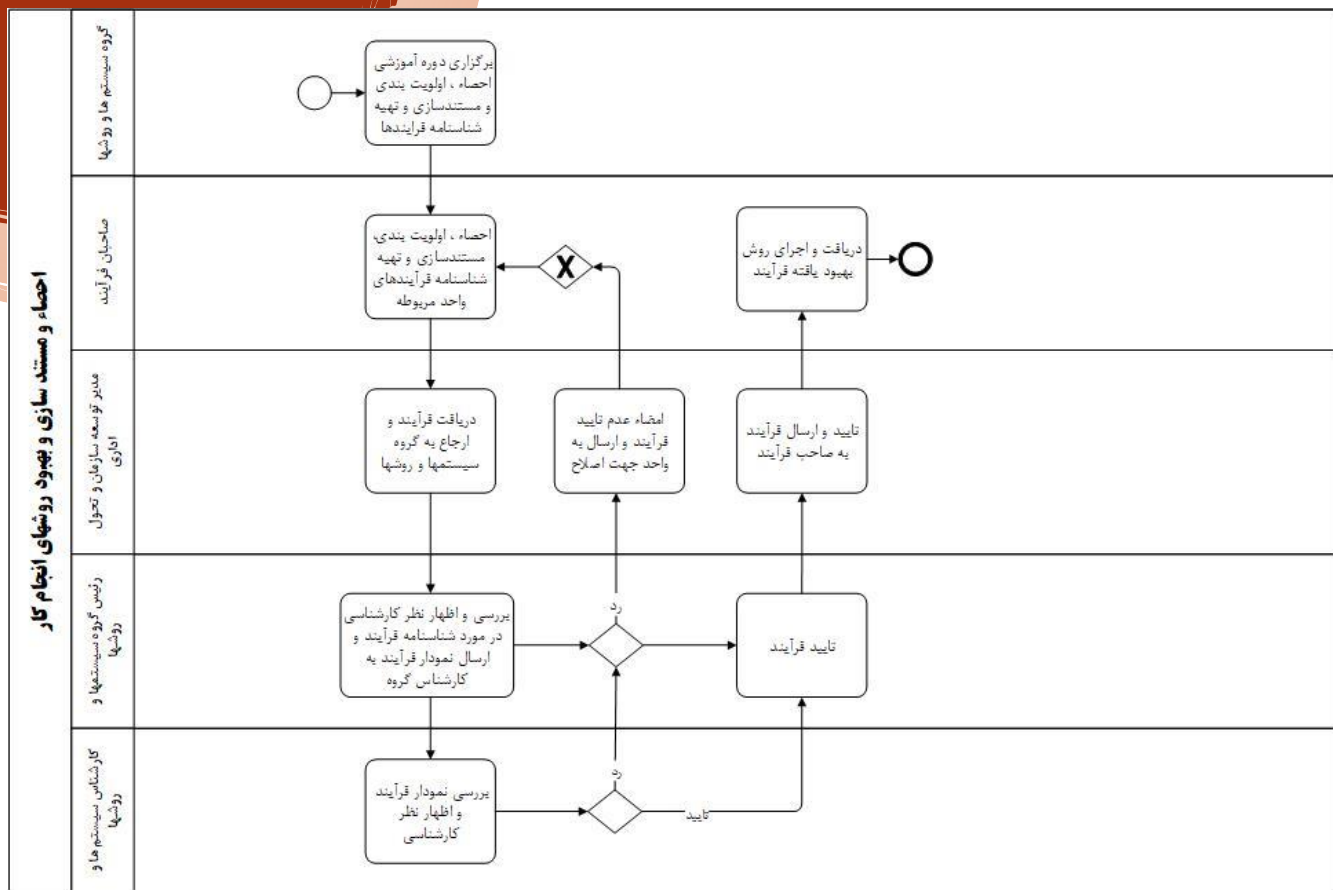 احصاء و مستند سازی و بهبود روشهای انجام کار
گروه سیستم ها و روشها
برگزاری دوره آموزشی
احصاء ، اولویت بندی
و مستندسازی و تهیه
شناسنامه فرایندها
صاحبان فرآیند
احصاء ، اولویت بندی،
مستندسازی و تهیه
شناسنامه فرآیندهای
واحد مربوطه
X
دریافت و اجرای روش
بهبود یافته فرآیند
مدیر توسعه سازمان و تحول
اداری
دریافت فرآیند و
ارجاع به گروه
سیستمها و روشها
امضاء عدم تایید
فرآیند و ارسال به
واحد جهت اصلاح
تایید و ارسال فرآیند
به صاحب فرآیند
رئیس گروه سیستمها و
روشها
بررسی و اظهار نظر کارشناسی
در مورد شناسنامه فرآیند و
ارسال نمودار فرآیند به
کارشناس گروه
رد
تایید فرآیند
کارشناس سیستم ها و
روشها
بررسی نمودار فرآیند
و اظهار نظر
کارشناسی
رد
تایید